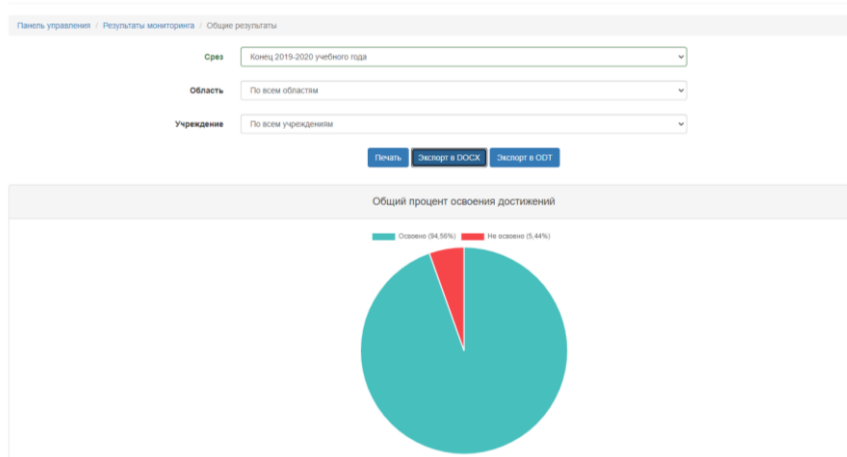 Панель управления / Результаты мониторинга / Общие результаты
Срез Конец 2019-2020 учебного года
Область По всем областям
Учреждение По всем учреждениям
Печать Экспорт в DOCX Экспорт в ODT
Общий процент освоения достижений
Освоено (94,56%) Не освоено (5,44%)